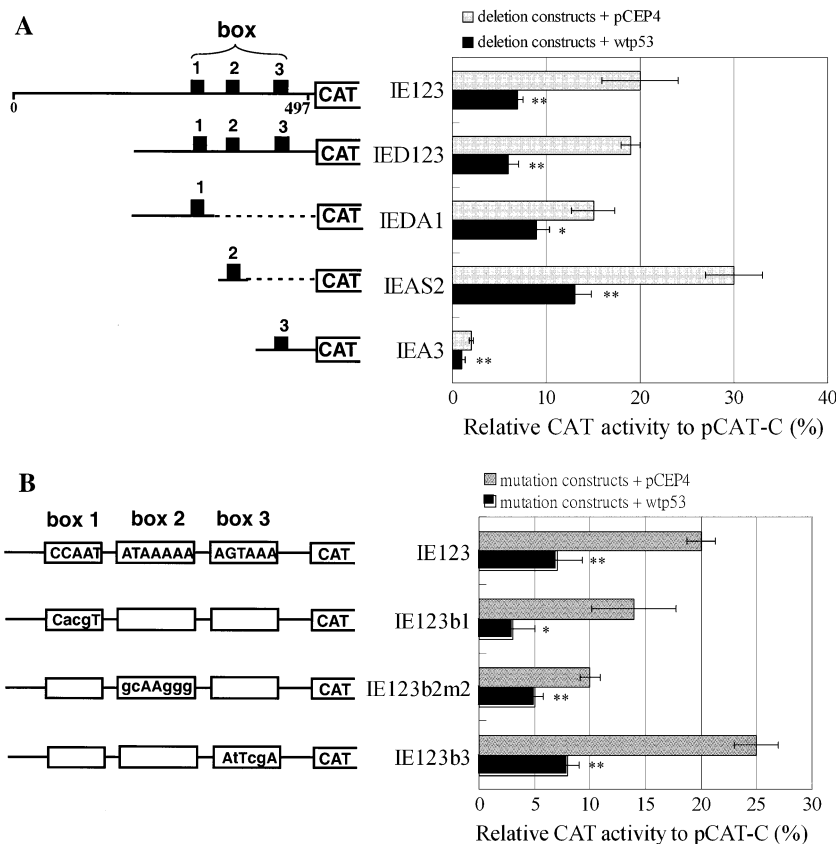 A
box
1 2 3
0
497
CAT
1 2 3
CAT
1
CAT
2
CAT
3
CAT
deletion constructs + pCEP4
deletion constructs + wtp53
IE123
**
IED123
**
IEDA1
*
IEAS2
**
IEA3
**
0 10 20 30 40
Relative CAT activity to pCAT-C (%)
B
box 1 box 2 box 3
CCAAT ATAAAAA AGTAAA CAT
CacgT CAT
gcAAggg CAT
AtTcgA CAT
mutation constructs + pCEP4
mutation constructs + wtp53
IE123
**
IE123b1
*
IE123b2m2
**
IE123b3
**
0 5 10 15 20 25 30
Relative CAT activity to pCAT-C (%)